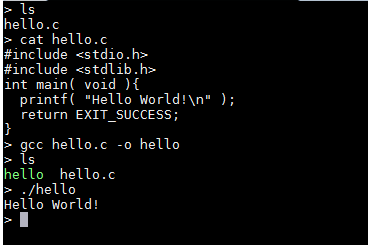 > ls
hello.c
> cat hello.c
#include <stdio.h>
#include <stdlib.h>
int main( void ){
  printf( "Hello World!\n" );
  return EXIT_SUCCESS;
}
> gcc hello.c -o hello
> ls
hello  hello.c
> ./hello
Hello World!
>